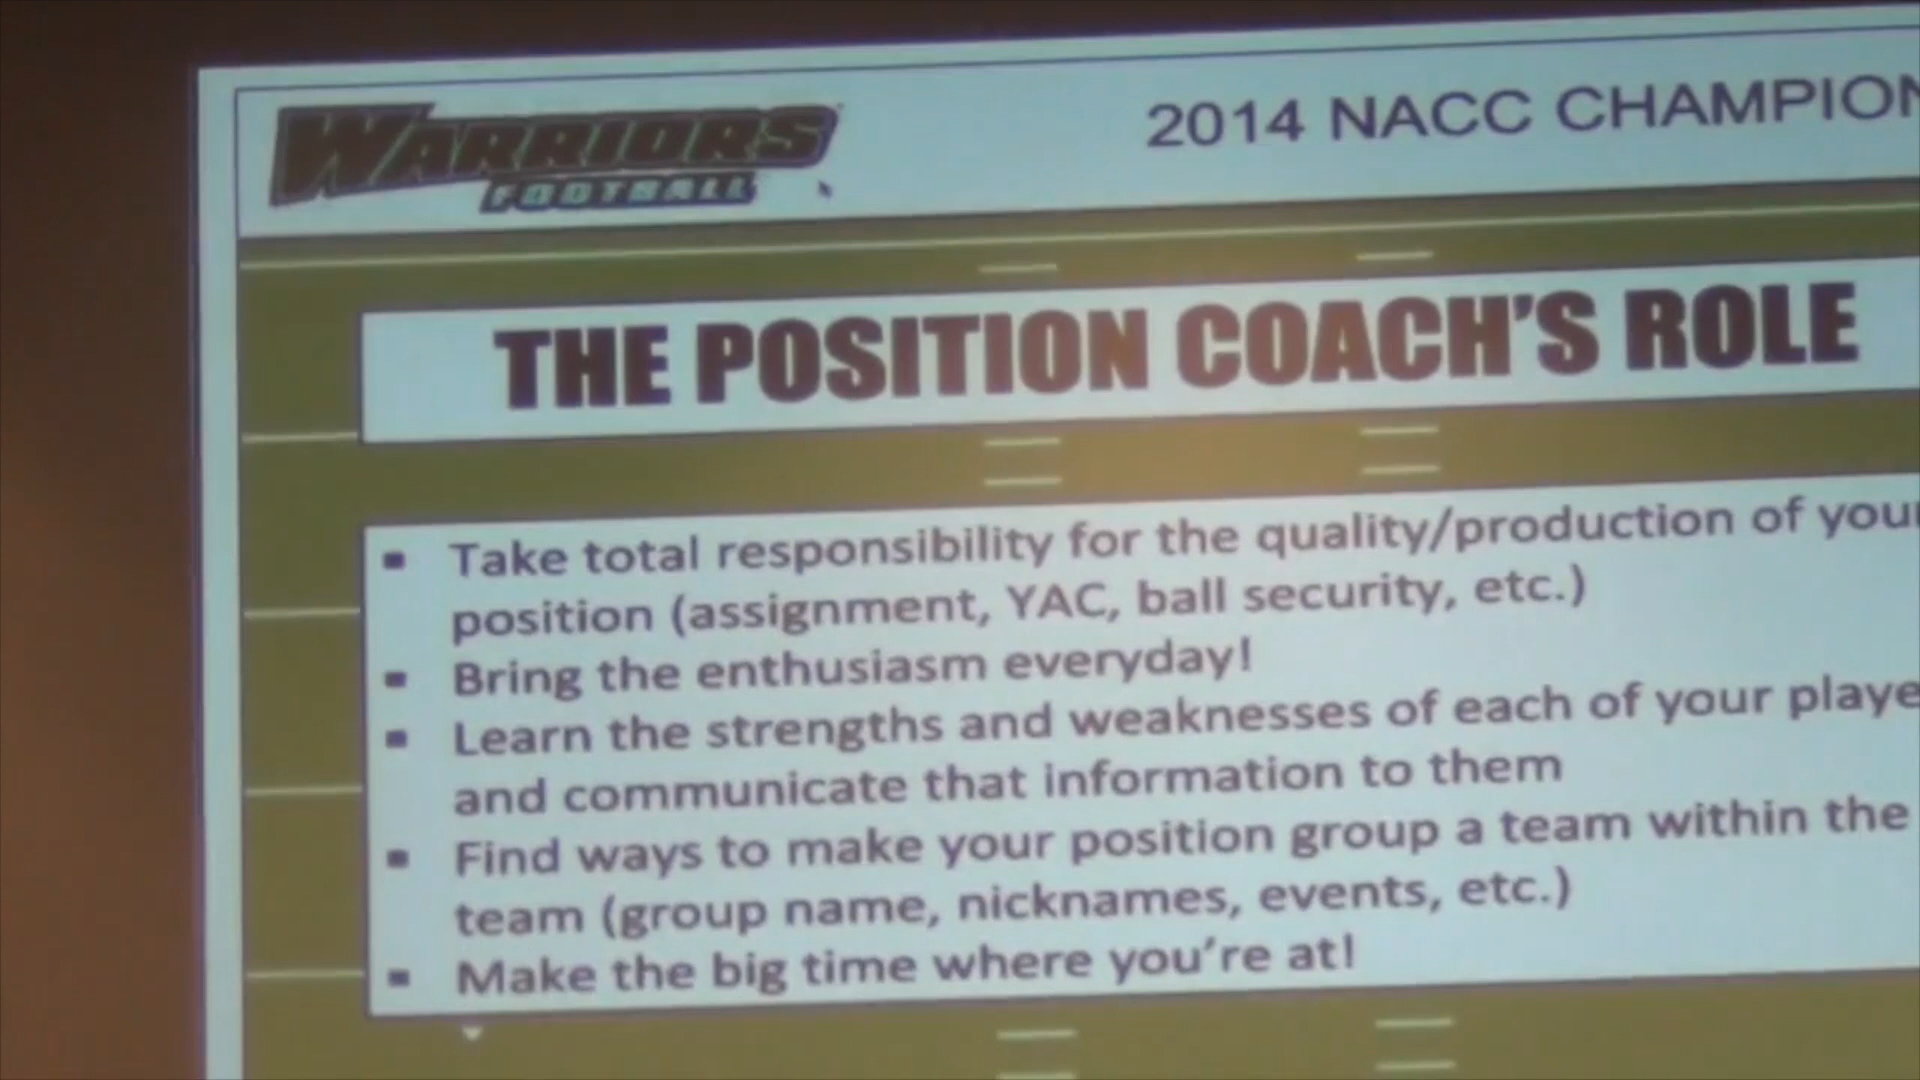 WARRIORS
FOOTBALL
2014 NACC CHAMPION
THE POSITION COACH'S ROLE
▪ Take total responsibility for the quality/production of your
position (assignment, YAC, ball security, etc.)
▪ Bring the enthusiasm everyday!
▪ Learn the strengths and weaknesses of each of your playe
and communicate that information to them
▪ Find ways to make your position group a team within the
team (group name, nicknames, events, etc.)
▪ Make the big time where you're at!